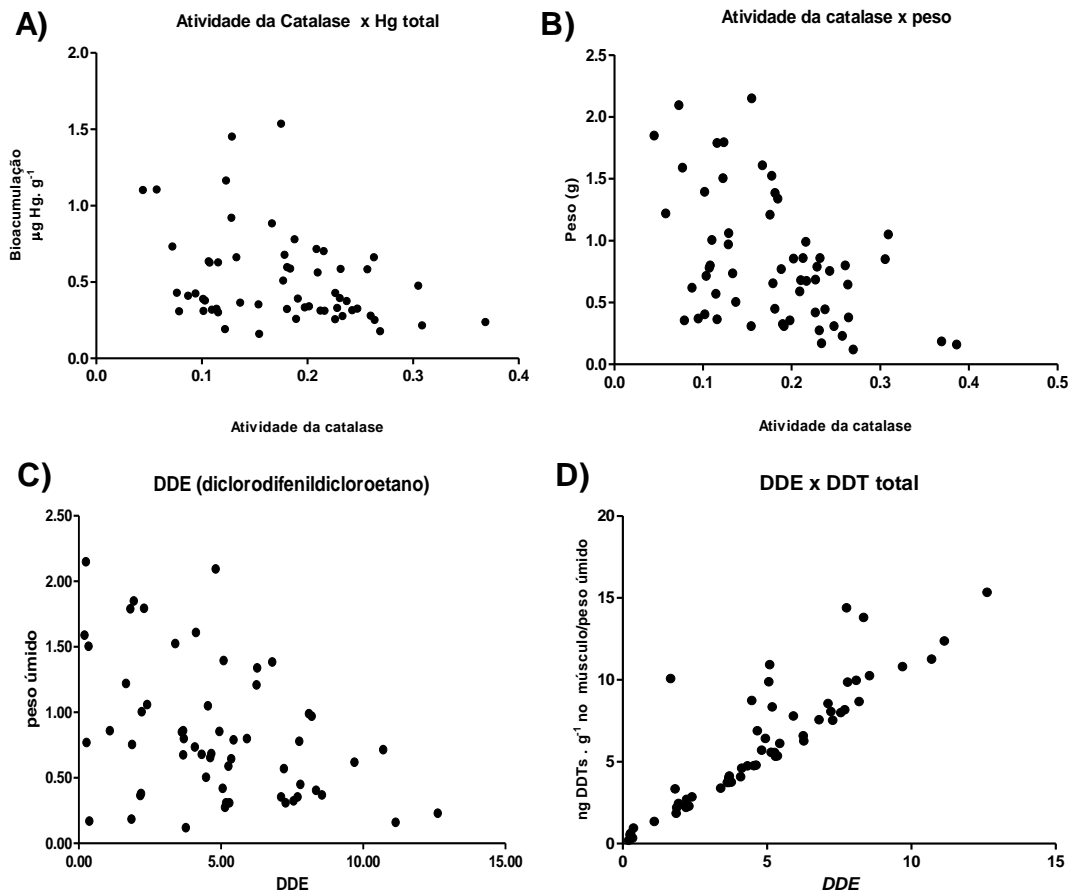 A)
Atividade da Catalase x Hg total
2.0
1.5
1.0
0.5
0.0
0.0 0.1 0.2 0.3 0.4
Bioacumulação
µg Hg. g-1
Atividade da catalase
B)
Atividade da catalase x peso
2.5
2.0
1.5
1.0
0.5
0.0
0.0 0.1 0.2 0.3 0.4 0.5
Peso (g)
Atividade da catalase
C)
DDE (diclorodifenildicloroetano)
2.50
2.00
1.50
1.00
0.50
0.00
0.00 5.00 10.00 15.00
peso úmido
DDE
D)
DDE x DDT total
20
15
10
5
0
0 5 10 15
ng DDTs . g-1 no músculo/peso úmido
DDE